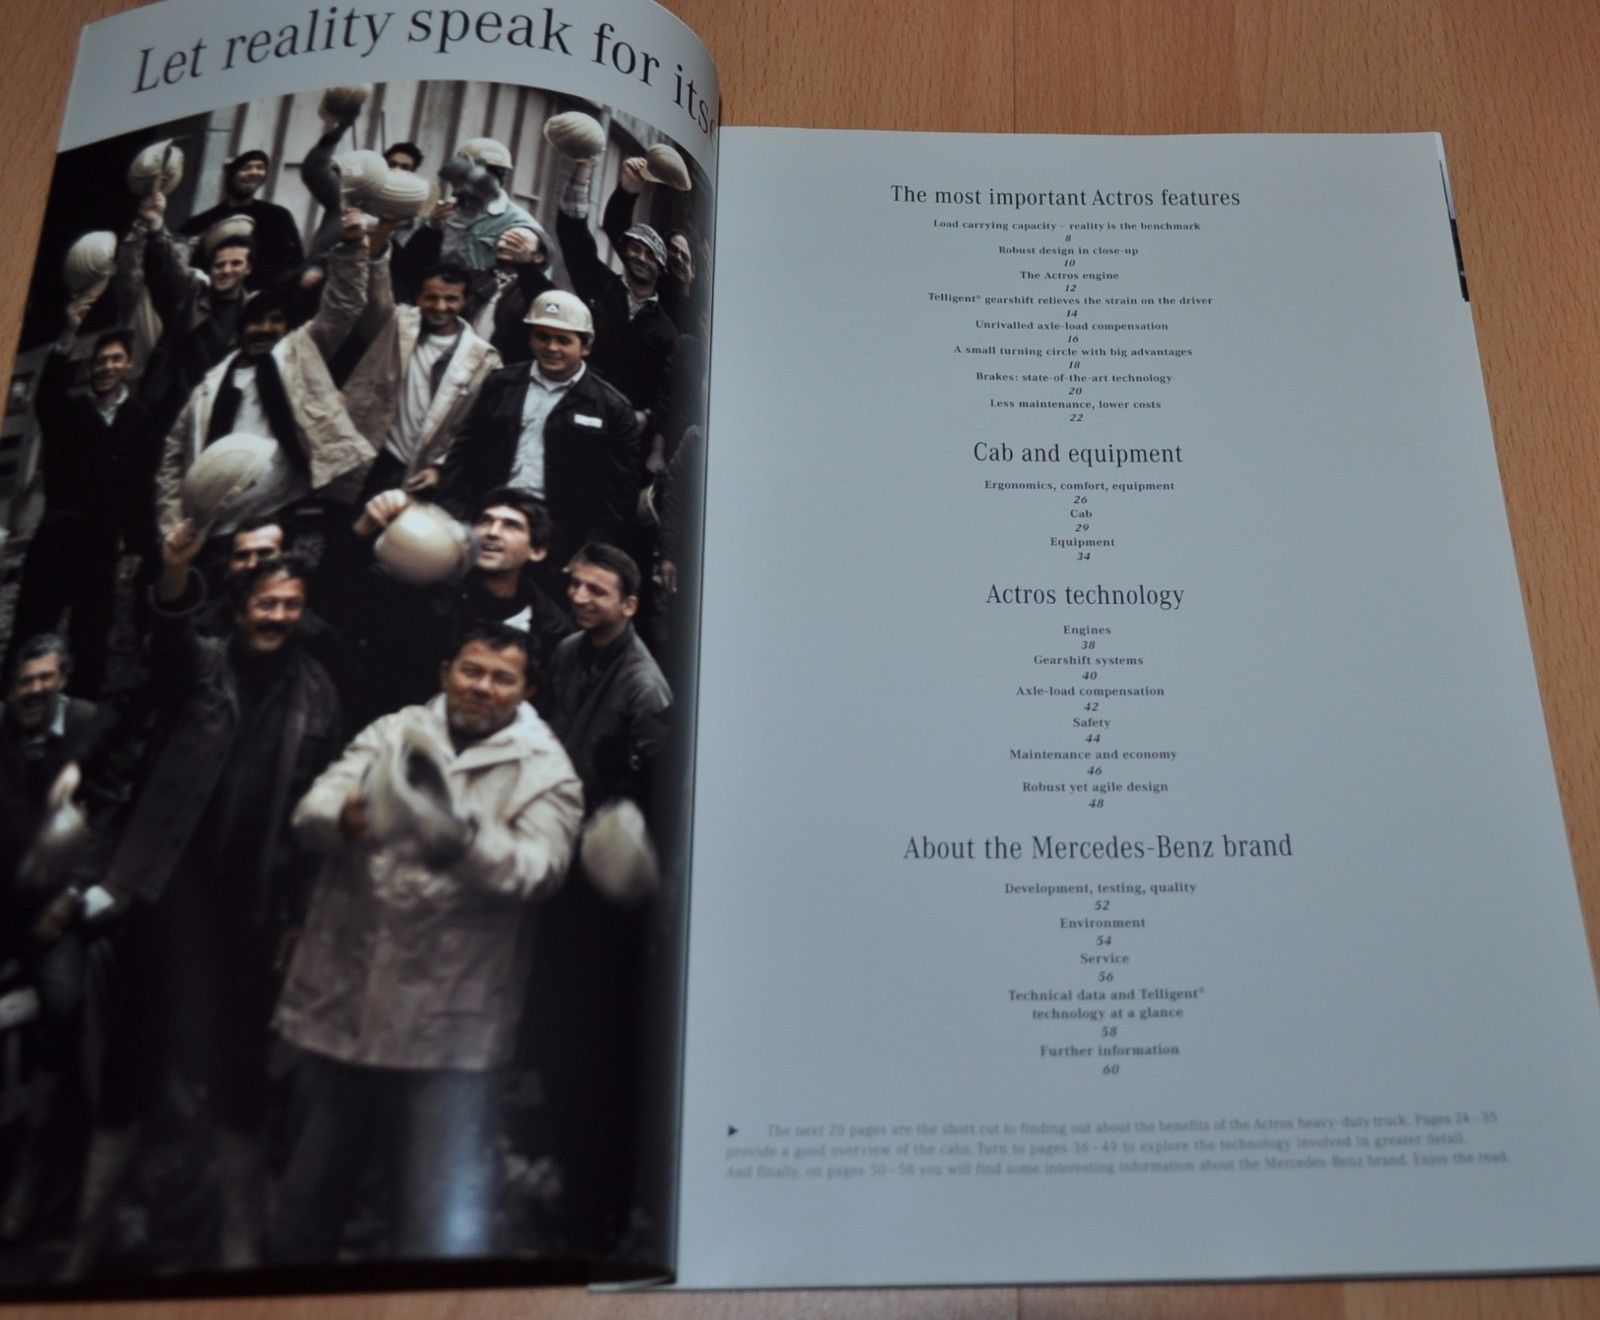 Let reality speak for itse
The most important Actros features
Load carrying capacity – reality is the benchmark
8
Robust design in close-up
10
The Actros engine
12
Telligent® gearshift relieves the strain on the driver
14
Unrivalled axle-load compensation
16
A small turning circle with big advantages
18
Brakes: state-of-the-art technology
20
Less maintenance, lower costs
22
Cab and equipment
Ergonomics, comfort, equipment
26
Cab
29
Equipment
34
Actros technology
Engines
38
Gearshift systems
40
Axle-load compensation
42
Safety
44
Maintenance and economy
46
Robust yet agile design
48
About the Mercedes-Benz brand
Development, testing, quality
52
Environment
54
Service
56
Technical data and Telligent®
technology at a glance
58
Further information
60
► The next 20 pages are the short cut to finding out about the benefits of the Actros heavy-duty truck. Pages 24–35
provide a good overview of the cabs. Turn to pages 36–49 to explore the technology involved in greater detail.
And finally, on pages 50–58 you will find some interesting information about the Mercedes-Benz brand. Enjoy the read.